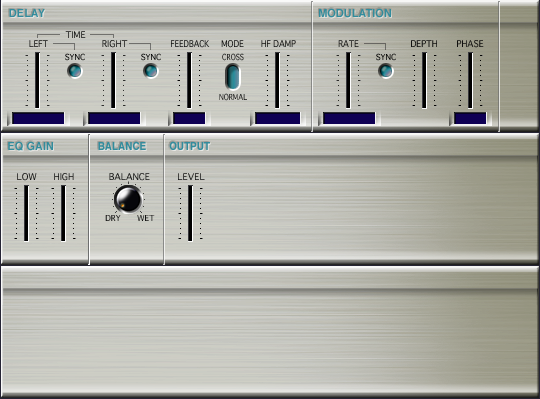 DELAY
MODULATION
TIME
LEFT
RIGHT
FEEDBACK
MODE
HF DAMP
RATE
DEPTH
PHASE
SYNC
SYNC
CROSS
SYNC
NORMAL
EQ GAIN
BALANCE
OUTPUT
LOW
HIGH
BALANCE
LEVEL
DRY
WET